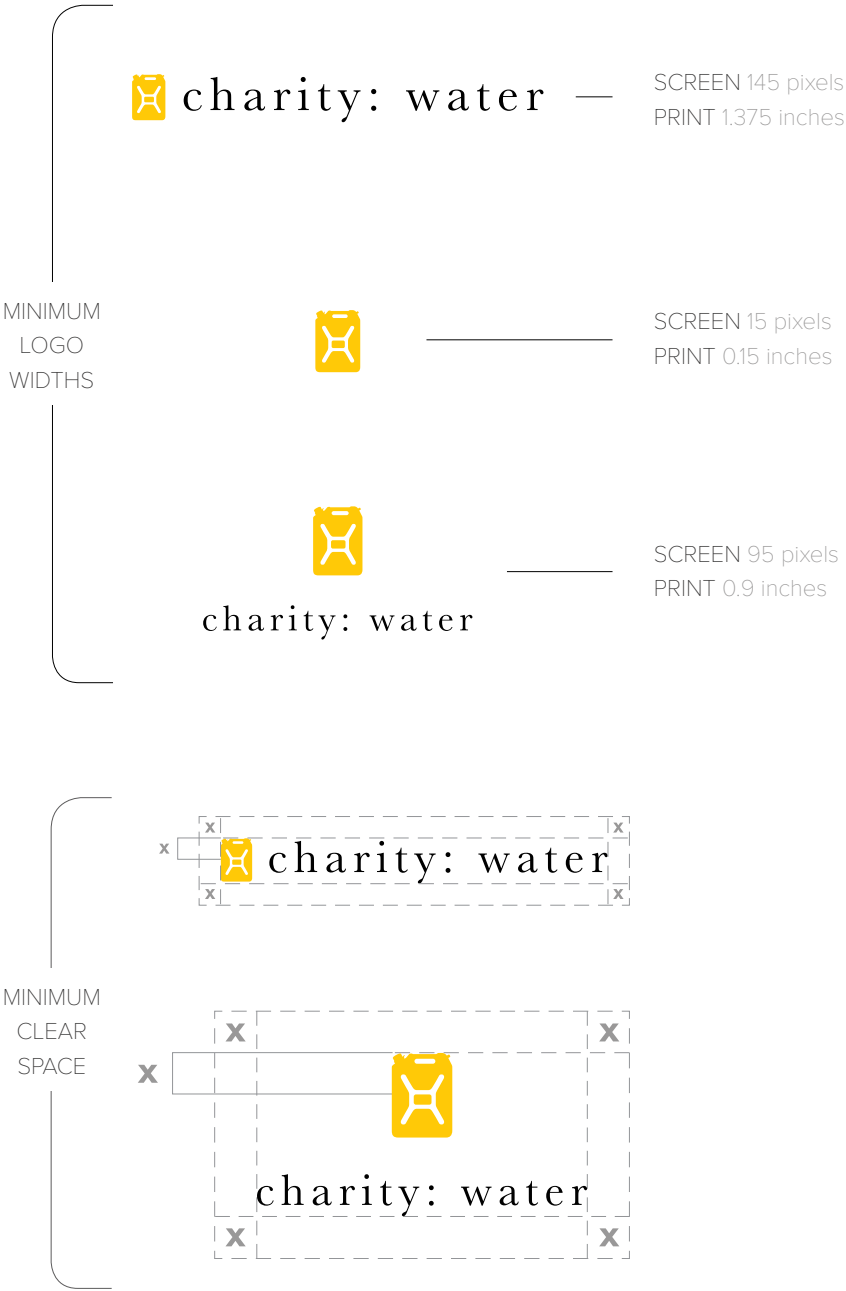 charity: water
SCREEN 145 pixels
PRINT 1.375 inches
MINIMUM
LOGO
WIDTHS
SCREEN 15 pixels
PRINT 0.15 inches
SCREEN 95 pixels
PRINT 0.9 inches
charity: water
x x
x
charity: water
x x
MINIMUM
CLEAR
SPACE
x x
x
charity: water
x x